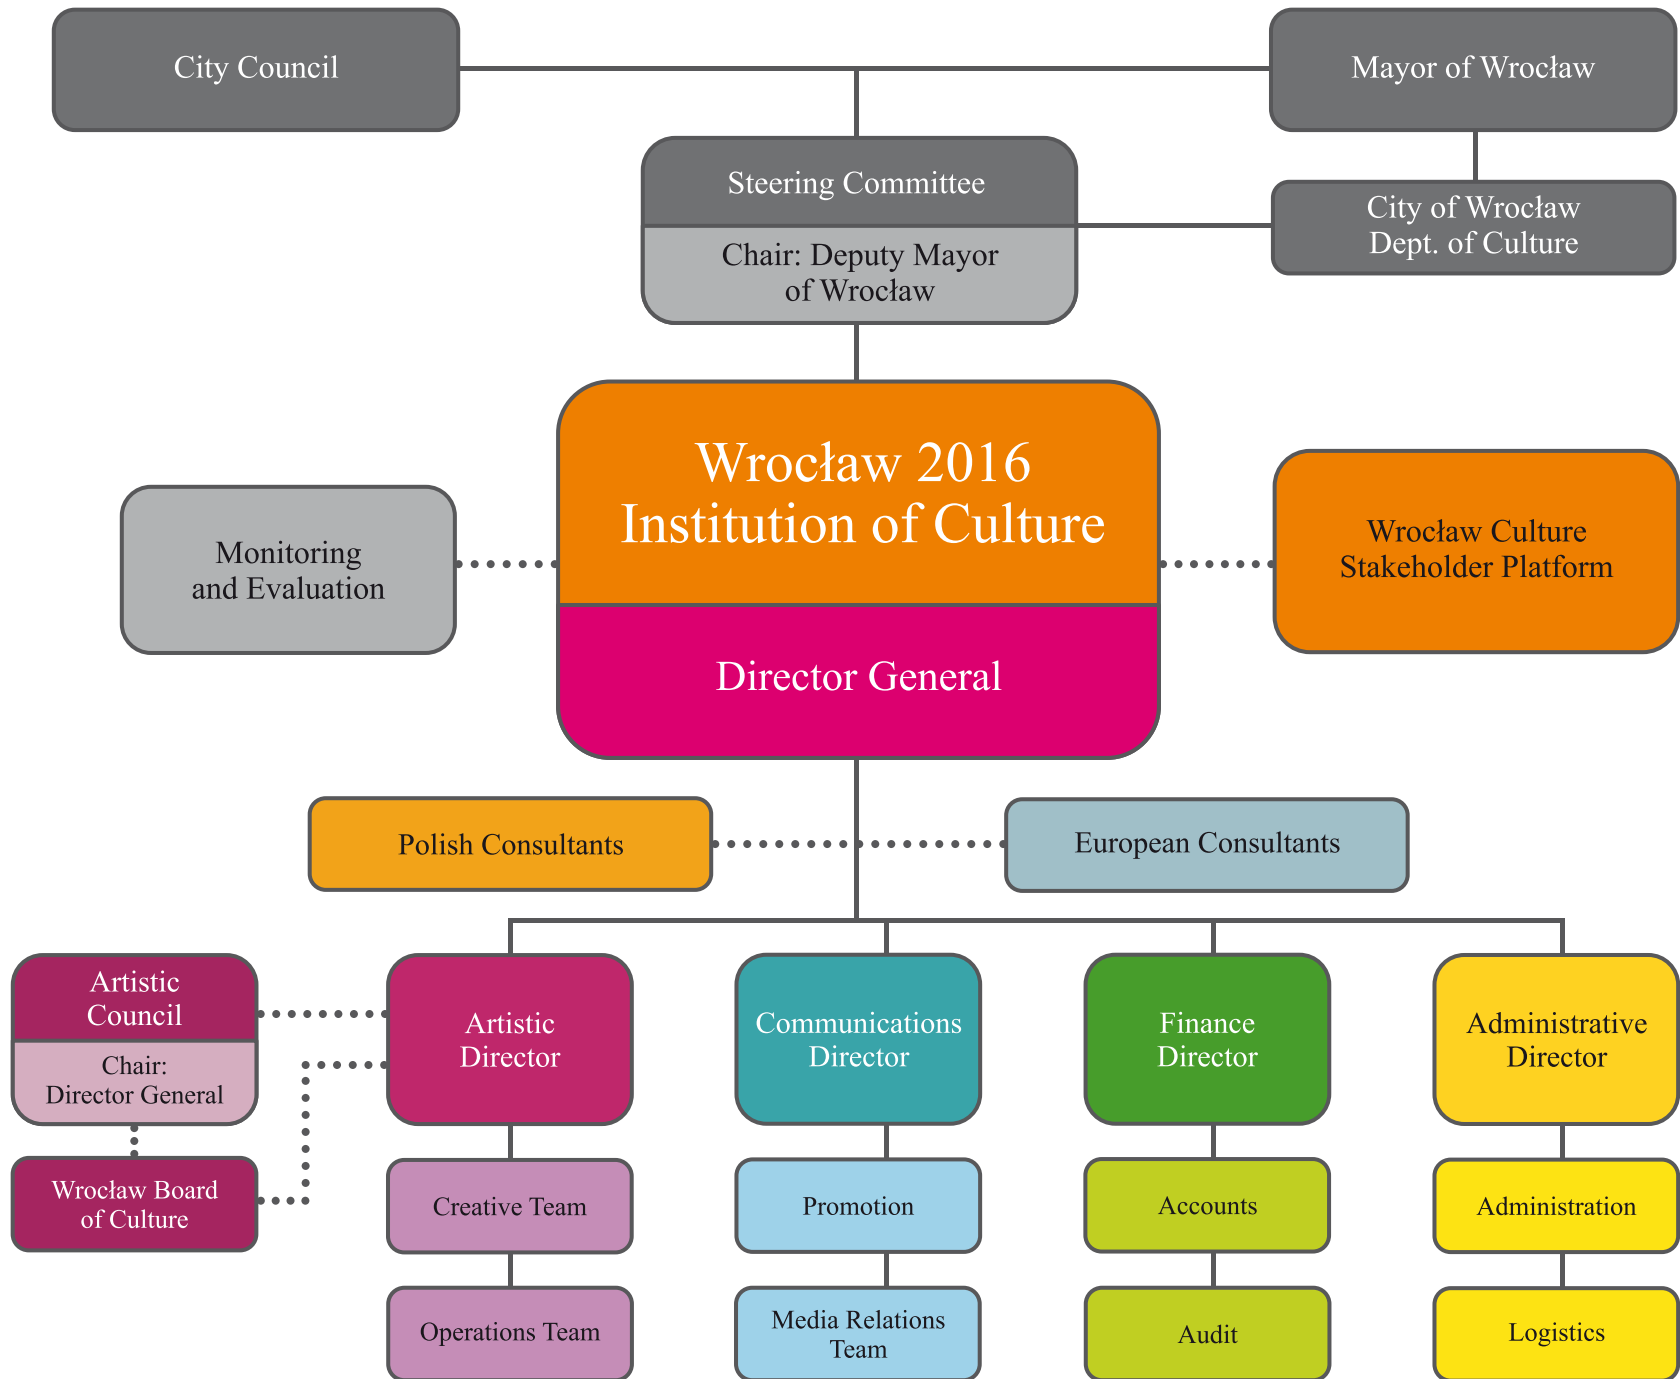 City Council
Mayor of Wrocław
Steering Committee
Chair: Deputy Mayor
of Wrocław
City of Wrocław
Dept. of Culture
Wrocław 2016
Institution of Culture
Director General
Monitoring
and Evaluation
Wrocław Culture
Stakeholder Platform
Polish Consultants
European Consultants
Artistic
Council
Chair:
Director General
Wrocław Board
of Culture
Artistic
Director
Creative Team
Operations Team
Communications
Director
Promotion
Media Relations
Team
Finance
Director
Accounts
Audit
Administrative
Director
Administration
Logistics